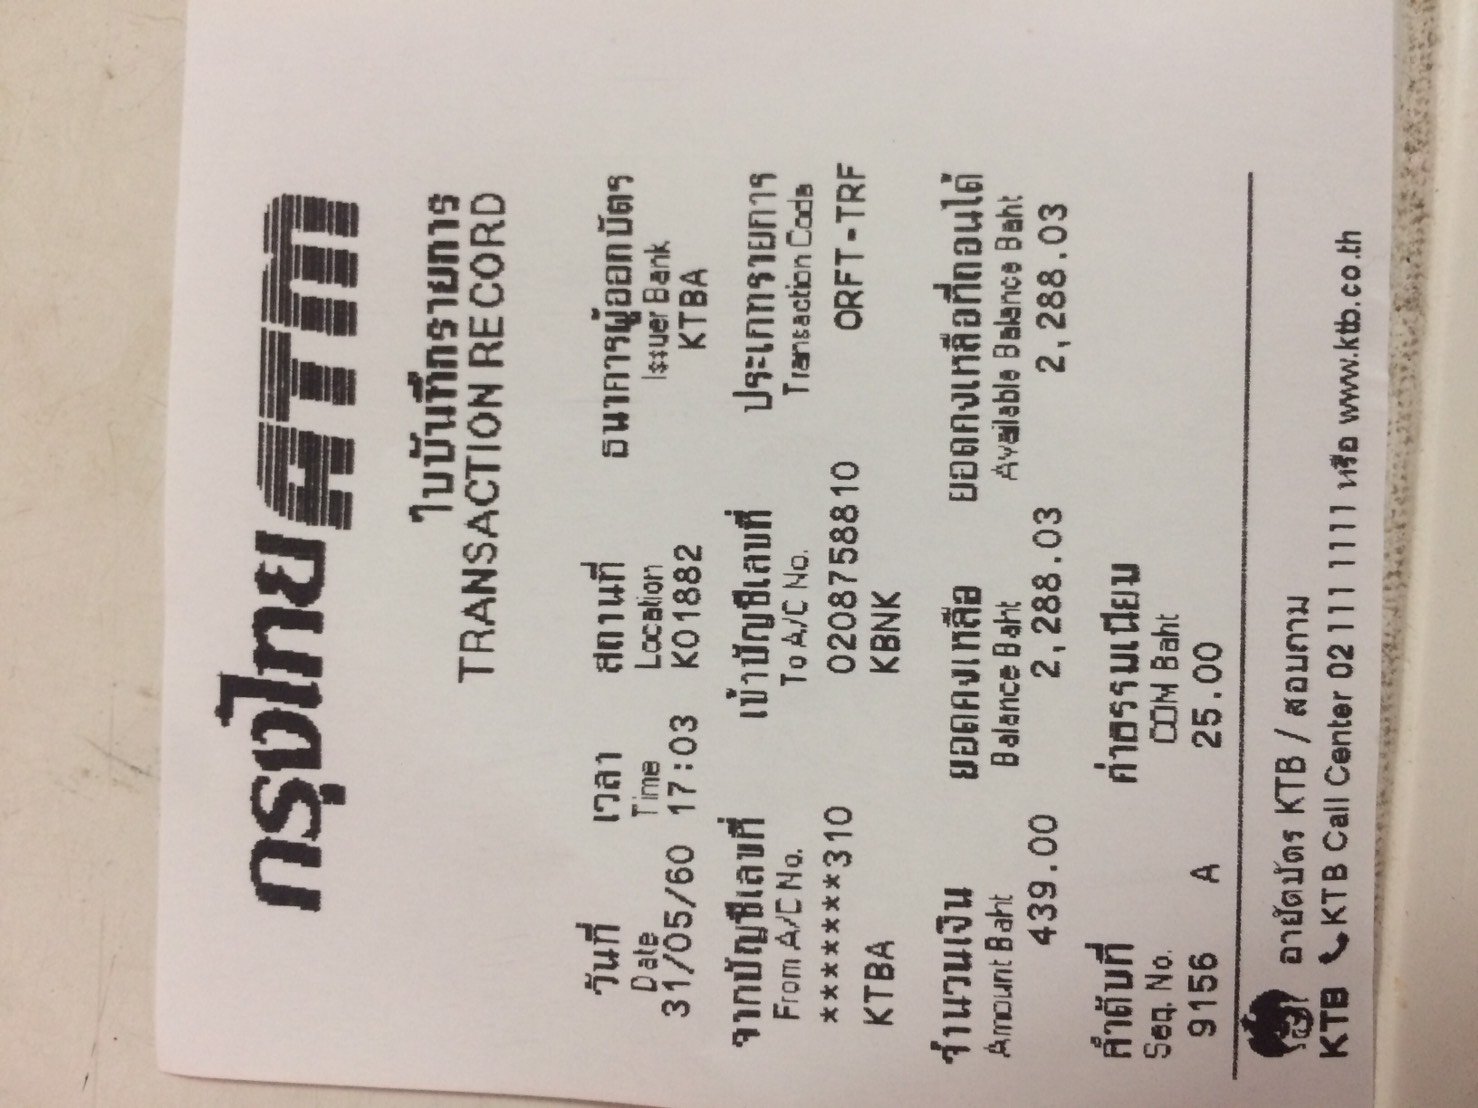 กรุงไทย ATM
ใบบันทึกรายการ
TRANSACTION RECORD
วันที่ เวลา สถานที่ ธนาคารผู้ออกบัตร
Date Time Location Issuer Bank
31/05/60 17:03 K01882 KTBA
จากบัญชีเลขที่ เข้าบัญชีเลขที่ ประเภทรายการ
From A/C No. To A/C No. Transaction Code
*******310 0208758810 ORFT-TRF
KTBA KBNK
จำนวนเงิน ยอดคงเหลือ ยอดคงเหลือที่ถอนได้
Amount Baht Balance Baht Available Balance Baht
439.00 2,288.03 2,288.03
ลำดับที่ ค่าธรรมเนียม
Seq. No. COM Baht
9156 A 25.00
อายัดบัตร KTB / สอบถาม
KTB KTB Call Center 02 111 1111 หรือ www.ktb.co.th